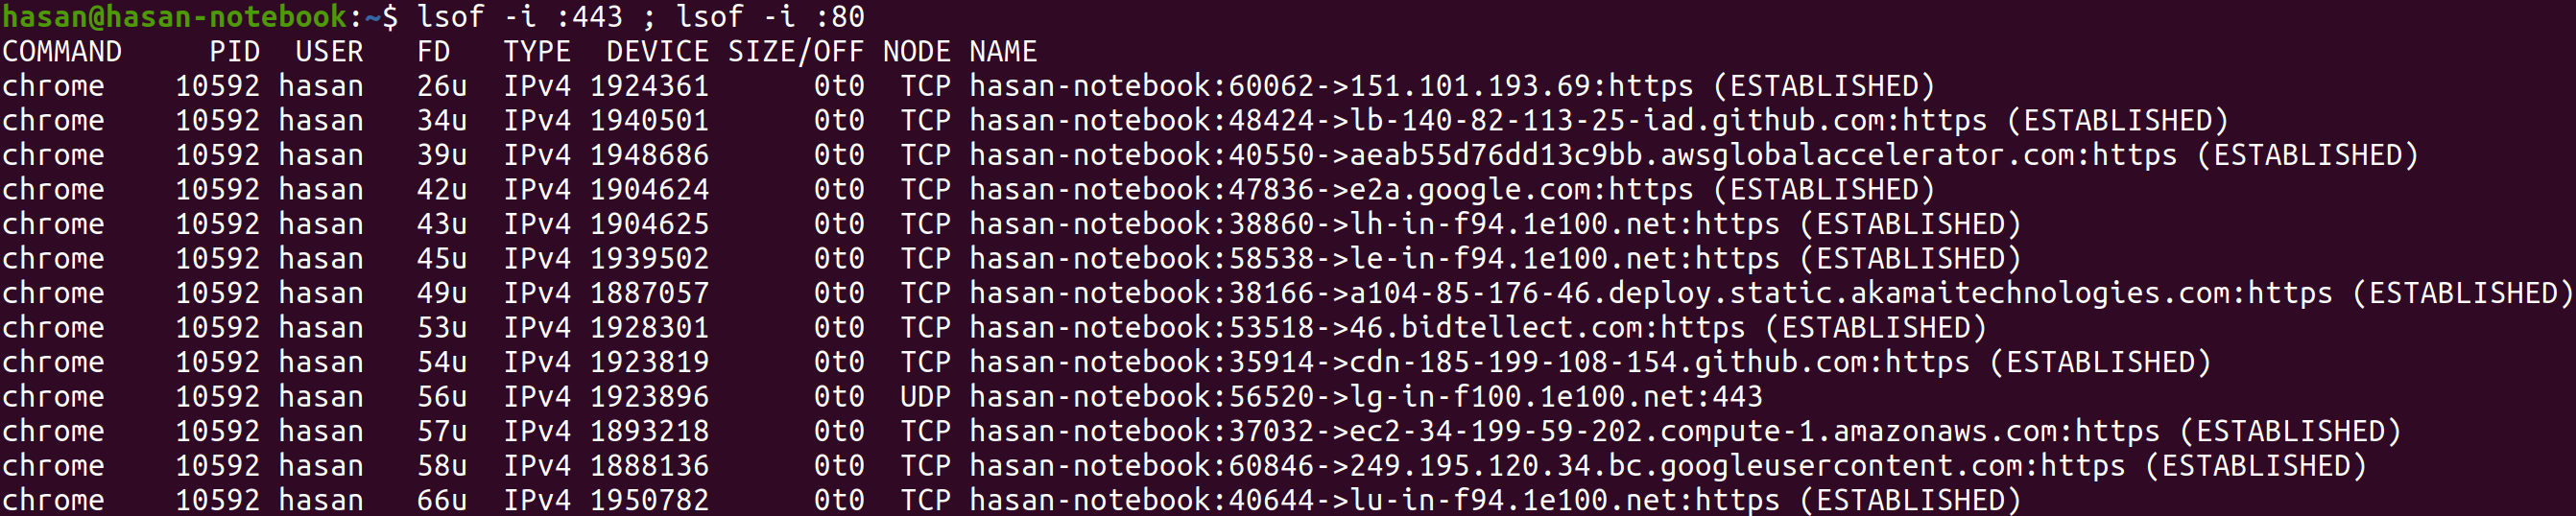 hasan@hasan-notebook:~$ lsof -i :443 ; lsof -i :80
COMMAND     PID  USER   FD   TYPE  DEVICE SIZE/OFF NODE NAME
chrome    10592 hasan   26u  IPv4 1924361      0t0  TCP hasan-notebook:60062->151.101.193.69:https (ESTABLISHED)
chrome    10592 hasan   34u  IPv4 1940501      0t0  TCP hasan-notebook:48424->lb-140-82-113-25-iad.github.com:https (ESTABLISHED)
chrome    10592 hasan   39u  IPv4 1948686      0t0  TCP hasan-notebook:40550->aeab55d76dd13c9bb.awsglobalaccelerator.com:https (ESTABLISHED)
chrome    10592 hasan   42u  IPv4 1904624      0t0  TCP hasan-notebook:47836->e2a.google.com:https (ESTABLISHED)
chrome    10592 hasan   43u  IPv4 1904625      0t0  TCP hasan-notebook:38860->lh-in-f94.1e100.net:https (ESTABLISHED)
chrome    10592 hasan   45u  IPv4 1939502      0t0  TCP hasan-notebook:58538->le-in-f94.1e100.net:https (ESTABLISHED)
chrome    10592 hasan   49u  IPv4 1887057      0t0  TCP hasan-notebook:38166->a104-85-176-46.deploy.static.akamaitechnologies.com:https (ESTABLISHED)
chrome    10592 hasan   53u  IPv4 1928301      0t0  TCP hasan-notebook:53518->46.bidtellect.com:https (ESTABLISHED)
chrome    10592 hasan   54u  IPv4 1923819      0t0  TCP hasan-notebook:35914->cdn-185-199-108-154.github.com:https (ESTABLISHED)
chrome    10592 hasan   56u  IPv4 1923896      0t0  UDP hasan-notebook:56520->lg-in-f100.1e100.net:443
chrome    10592 hasan   57u  IPv4 1893218      0t0  TCP hasan-notebook:37032->ec2-34-199-59-202.compute-1.amazonaws.com:https (ESTABLISHED)
chrome    10592 hasan   58u  IPv4 1888136      0t0  TCP hasan-notebook:60846->249.195.120.34.bc.googleusercontent.com:https (ESTABLISHED)
chrome    10592 hasan   66u  IPv4 1950782      0t0  TCP hasan-notebook:40644->lu-in-f94.1e100.net:https (ESTABLISHED)